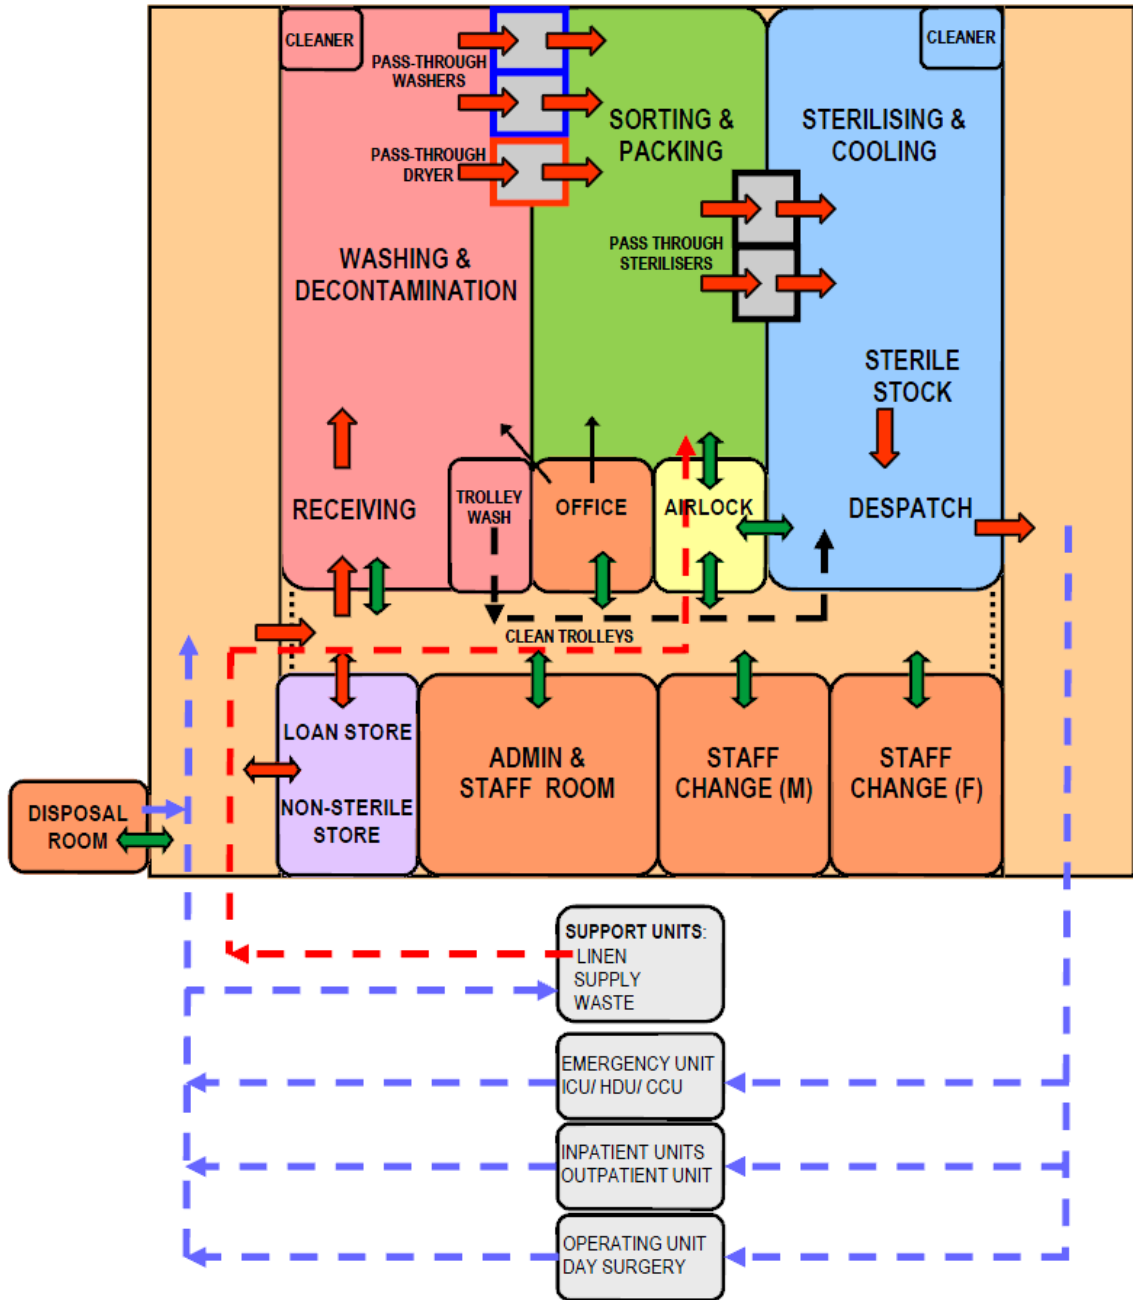 CLEANER
PASS-THROUGH
WASHERS
PASS-THROUGH
DRYER
WASHING &
DECONTAMINATION
RECEIVING
TROLLEY
WASH
SORTING &
PACKING
PASS THROUGH
STERILISERS
OFFICE
AIRLOCK
CLEANER
STERILISING &
COOLING
STERILE
STOCK
DESPATCH
CLEAN TROLLEYS
LOAN STORE
NON-STERILE
STORE
ADMIN &
STAFF ROOM
STAFF
CHANGE (M)
STAFF
CHANGE (F)
DISPOSAL
ROOM
SUPPORT UNITS:
LINEN
SUPPLY
WASTE
EMERGENCY UNIT
ICU/ HDU/ CCU
INPATIENT UNITS
OUTPATIENT UNIT
OPERATING UNIT
DAY SURGERY